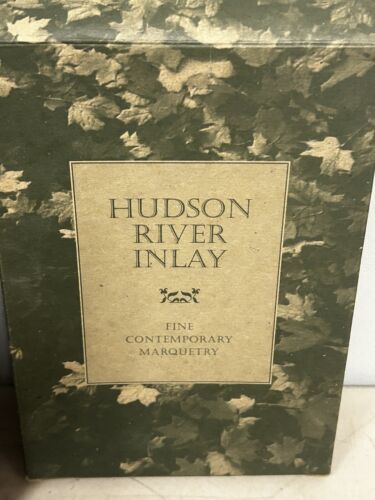 HUDSON
RIVER
INLAY
FINE
CONTEMPORARY
MARQUETRY